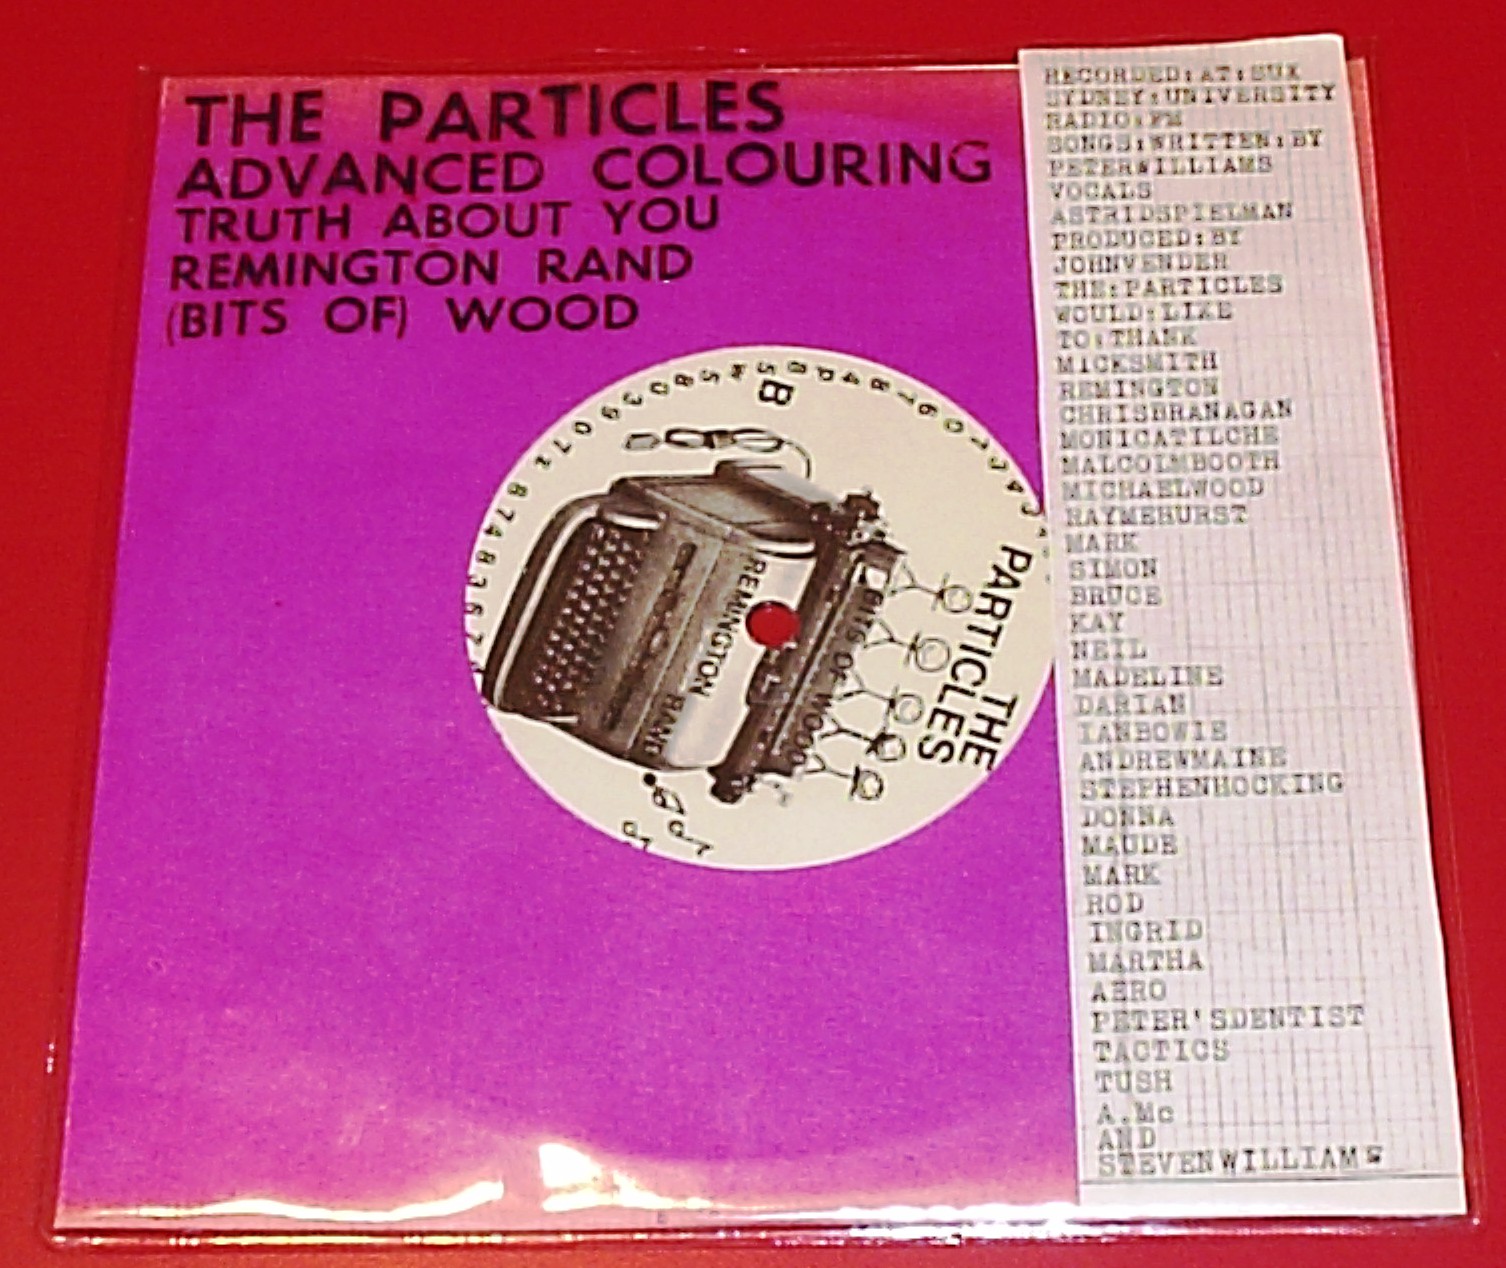 THE PARTICLES
ADVANCED COLOURING
TRUTH ABOUT YOU
REMINGTON RAND
(BITS OF) WOOD
B
THE
PARTICLES
BITS OF WOOD
REMINGTON RAND
RECORDED:AT:SUR
SYDNEY:UNIVERSITY
RADIO:FM
SONGS:WRITTEN:BY
PETERWILLIAMS
VOCALS
ASTRIDSPIELMAN
PRODUCED:BY
JOHNVENDER
THE:PARTICLES
WOULD:LIKE
TO:THANK
MICKSMITH
REMINGTON
CHRISBRANAGAN
MONICATILCHE
MALCOLMBOOTH
MICHAELWOOD
RAYMEHURST
MARK
SIMON
BRUCE
KAY
NEIL
MADELINE
DARIAN
IANBOWIE
ANDREWMAINE
STEPHENHOCKING
DONNA
MAUDE
MARK
ROD
INGRID
MARTHA
AERO
PETER'SDENTIST
TACTICS
TUSH
A.Mc
AND
STEVENWILLIAMS